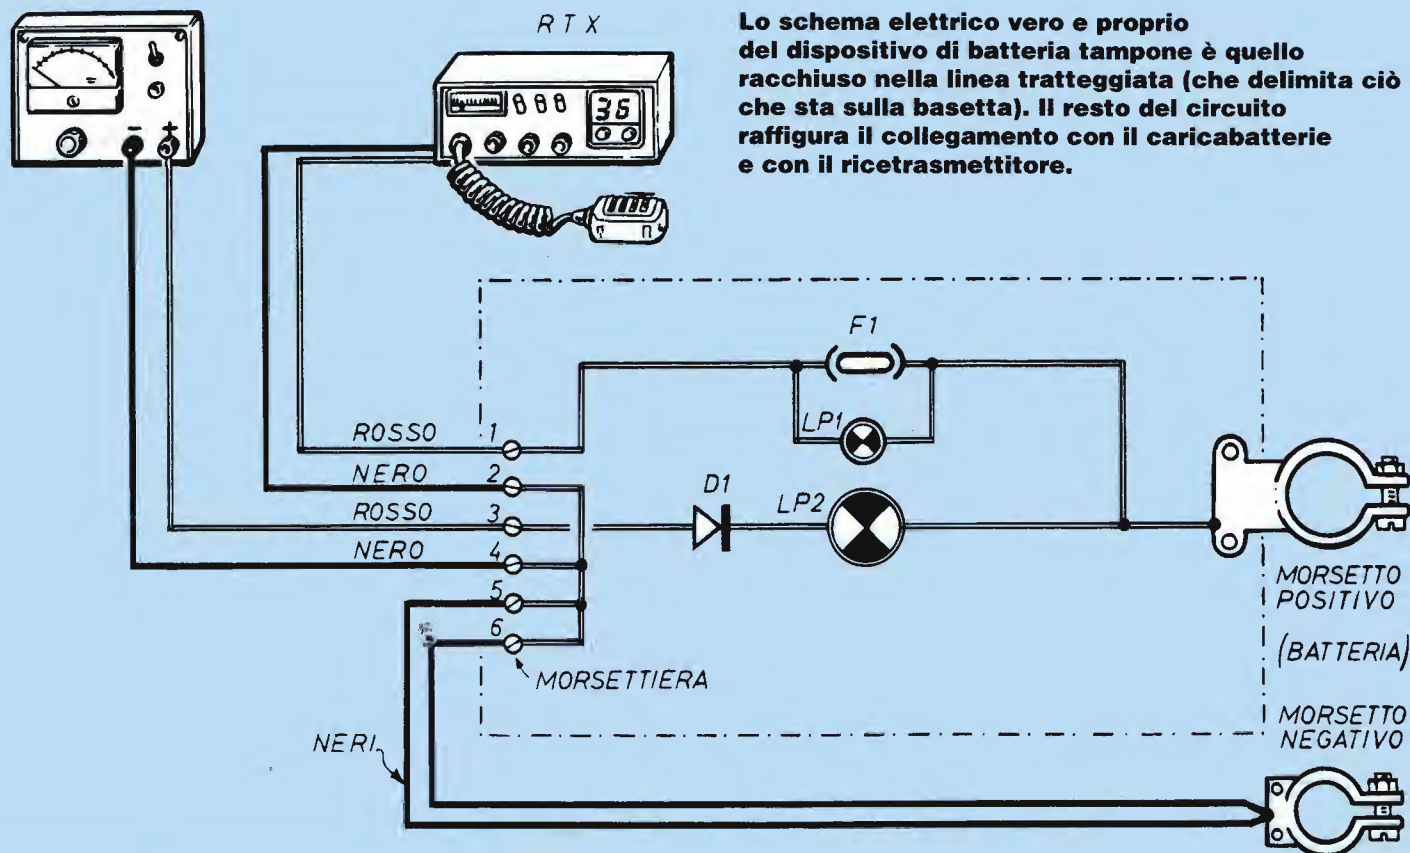 RTX
Lo schema elettrico vero e proprio
del dispositivo di batteria tampone è quello
racchiuso nella linea tratteggiata (che delimita ciò
che sta sulla basetta). Il resto del circuito
raffigura il collegamento con il caricabatterie
e con il ricetrasmettitore.
- +
36
F1
LP1
ROSSO 1
NERO 2
D1
LP2
ROSSO 3
NERO 4
5
6
MORSETTIERA
MORSETTO
POSITIVO
(BATTERIA)
MORSETTO
NEGATIVO
NERI